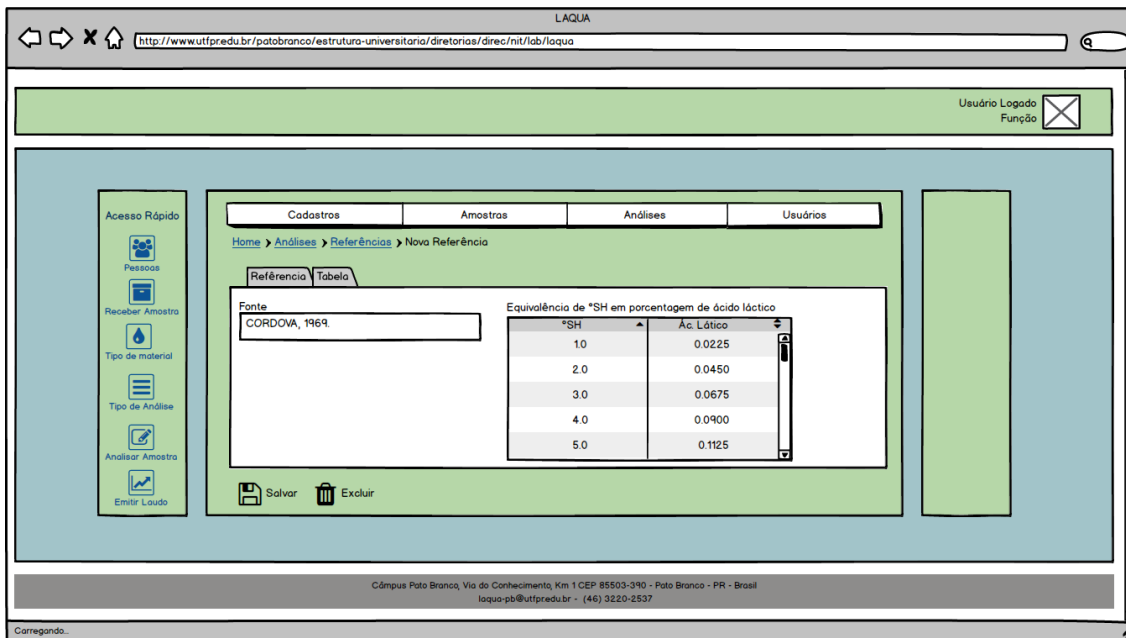 LAQUA
http://www.utfpr.edu.br/patobranco/estrutura-universitaria/diretorias/direc/nit/lab/laqua
Usuário Logado
Função
Acesso Rápido
Pessoas
Receber Amostra
Tipo de material
Tipo de Análise
Analisar Amostra
Emitir Laudo
Cadastros Amostras Análises Usuários
Home Análises Referências Nova Referência
Refêrencia Tabela
Fonte
CORDOVA, 1969.
Equivalência de °SH em porcentagem de ácido láctico
°SH Ác. Lático
1.0 0.0225
2.0 0.0450
3.0 0.0675
4.0 0.0900
5.0 0.1125
Salvar Excluir
Câmpus Pato Branco, Via do Conhecimento, Km 1 CEP 85503-390 - Pato Branco - PR - Brasil
laqua-pb@utfpr.edu.br - (46) 3220-2537
Carregando...